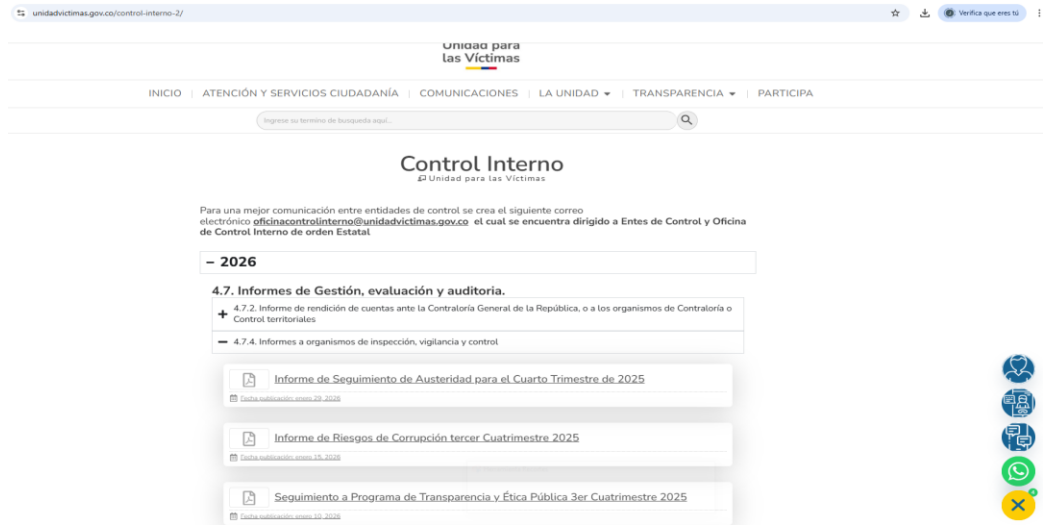 unidadvictimas.gov.co/control-interno-2/
Verifica que eres tú
Unidad para
las Víctimas
INICIO | ATENCIÓN Y SERVICIOS CIUDADANÍA | COMUNICACIONES | LA UNIDAD | TRANSPARENCIA | PARTICIPA
Ingrese su termino de busqueda aquí...
Control Interno
Unidad para las Víctimas
Para una mejor comunicación entre entidades de control se crea el siguiente correo
electrónico oficinacontrolinterno@unidadvictimas.gov.co el cual se encuentra dirigido a Entes de Control y Oficina
de Control Interno de orden Estatal
– 2026
4.7. Informes de Gestión, evaluación y auditoria.
4.7.2. Informe de rendición de cuentas ante la Contraloría General de la República, o a los organismos de Contraloría o
Control territoriales
4.7.4. Informes a organismos de inspección, vigilancia y control
Informe de Seguimiento de Austeridad para el Cuarto Trimestre de 2025
Fecha publicación: enero 29, 2026
Informe de Riesgos de Corrupción tercer Cuatrimestre 2025
Fecha publicación: enero 15, 2026
Seguimiento a Programa de Transparencia y Ética Pública 3er Cuatrimestre 2025
Fecha publicación: enero 10, 2026